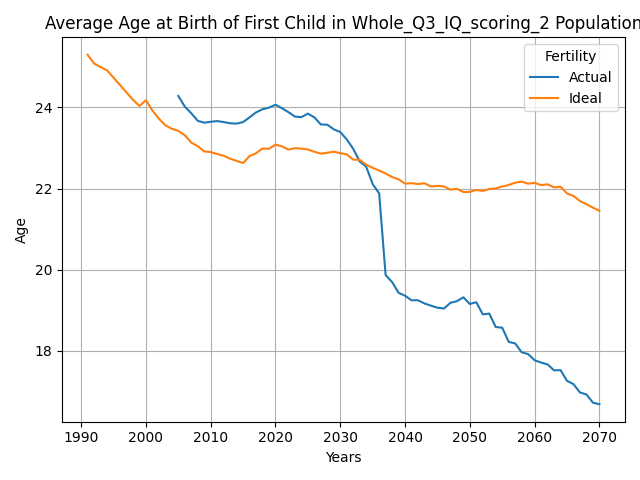 Average Age at Birth of First Child in Whole_Q3_IQ_scoring_2 Population
Fertility
Actual
Ideal
24
22
20
18
Age
1990 2000 2010 2020 2030 2040 2050 2060 2070
Years